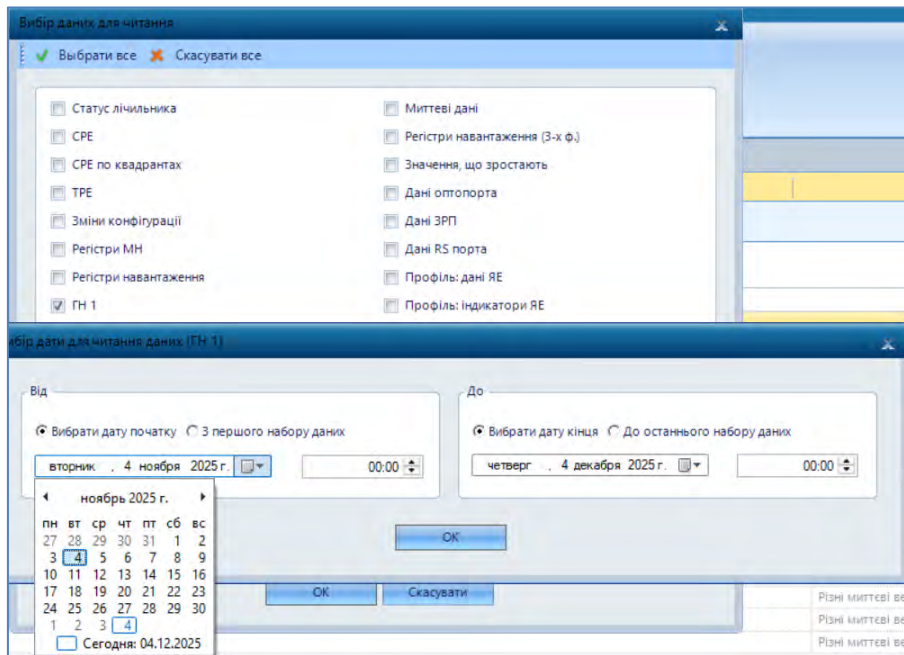 Вибір даних для читання
Выбрати все Скасувати все
Статус лічильника
Миттеві дані
CPE
Регістри навантаження (3-х ф.)
CPE по квадрантах
Значення, що зростають
TPE
Дані оптопорта
Зміни конфігурації
Дані ЗРП
Регістри МН
Дані RS порта
Регістри навантаження
Профіль: дані ЯЕ
ГН 1
Профіль: індикатори ЯЕ
бір дати для читання даних (ГН 1)
Від
До
Вибрати дату початку З першого набору даних
Вибрати дату кінця До останнього набору даних
вторник , 4 ноября 2025 г. 00:00
четверг , 4 декабря 2025 г. 00:00
ноябрь 2025 г.
пн вт ср чт пт сб вс
27 28 29 30 31 1 2
3 4 5 6 7 8 9
10 11 12 13 14 15 16
17 18 19 20 21 22 23
24 25 26 27 28 29 30
1 2 3 4
Сегодня: 04.12.2025
OK
OK Скасувати
Різні миттєві ве
Різні миттєві ве
Різні миттєві ве